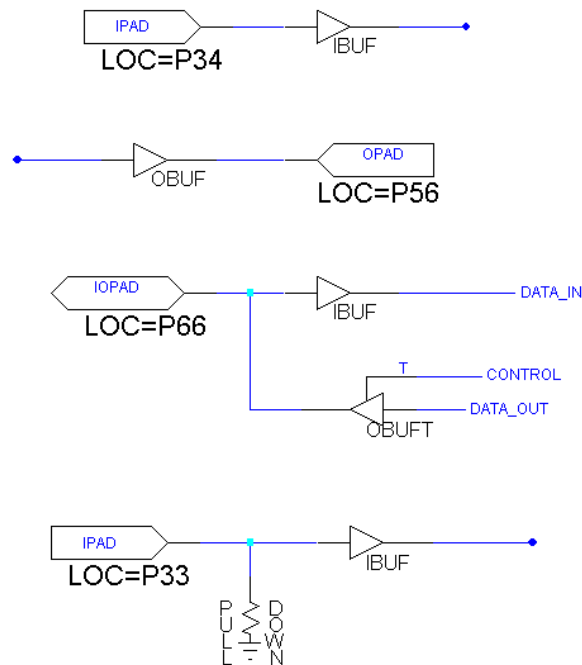 IPAD
LOC=P34
IBUF
OBUF
OPAD
LOC=P56
IOPAD
LOC=P66
IBUF
DATA_IN
T
CONTROL
OBUFT
DATA_OUT
IPAD
LOC=P33
IBUF
PULL
DOWN